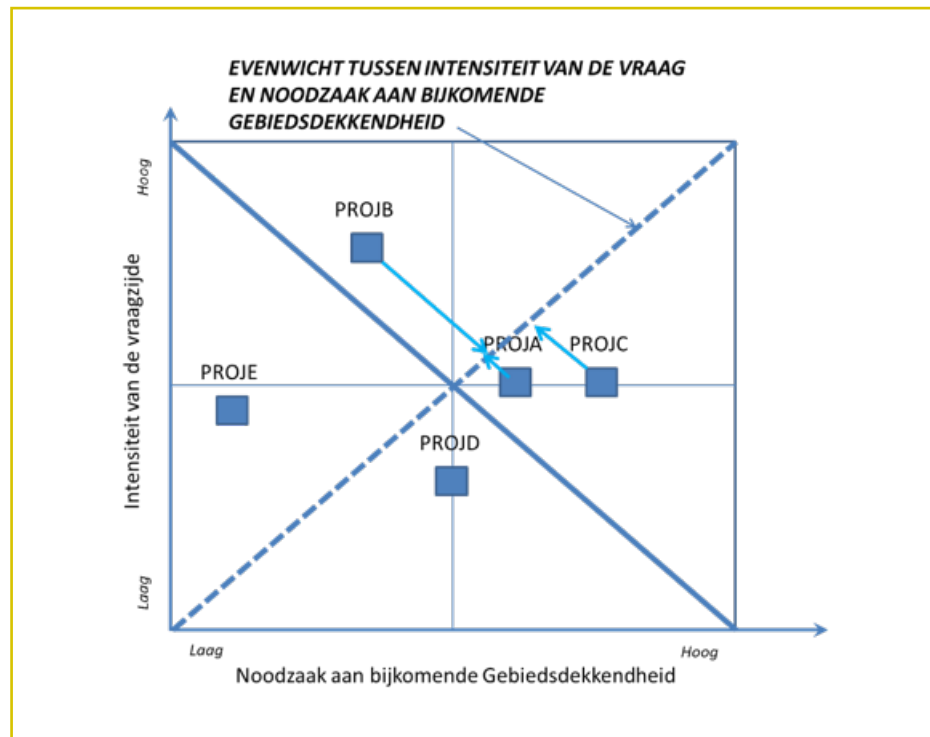 EVENWICHT TUSSEN INTENSITEIT VAN DE VRAAG
EN NOODZAAK AAN BIJKOMENDE
GEBIEDSDEKKENDHEID
Hoog
PROJB
Intensiteit van de vraagzijde
PROJA
PROJC
PROJE
PROJD
Laag
Laag
Hoog
Noodzaak aan bijkomende Gebiedsdekkendheid